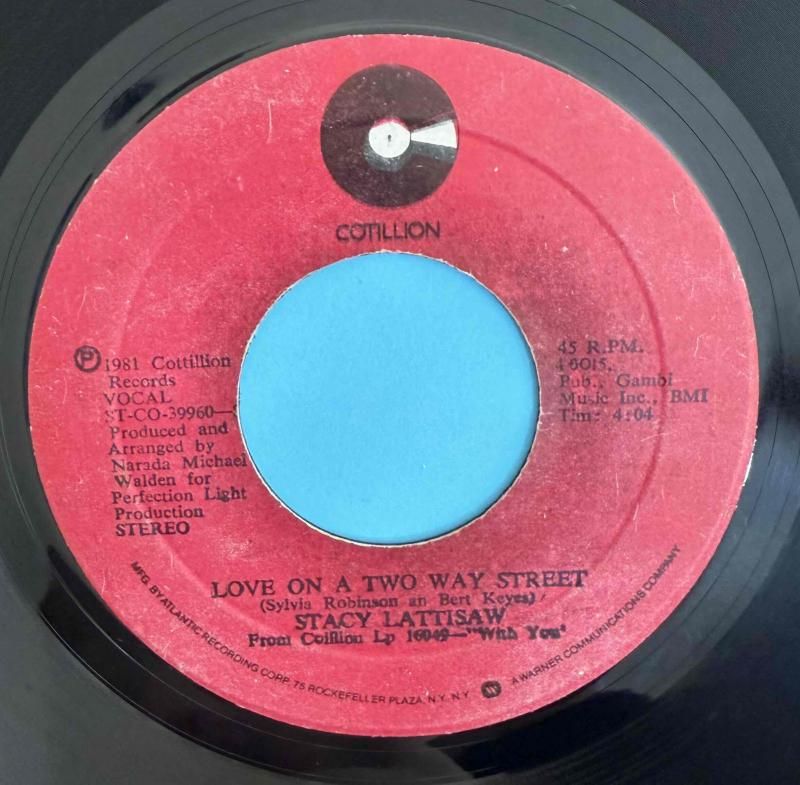 COTILLION
Ⓟ1981 Cottillion
Records
VOCAL
ST-CO-39960—
Produced and
Arranged by
Narada Michael
Walden for
Perfection Light
Production
STEREO
45 R.P.M.
46015.
Pub., Gambi
Music Inc., BMI
Tim: 4:04
LOVE ON A TWO WAY STREET
(Sylvia Robinson an Bert Keyes)
STACY LATTISAW
From Coillion Lp 16049—"With You"
MFG. BY ATLANTIC RECORDING CORP. 75 ROCKEFELLER PLAZA, N.Y. N.Y. W A WARNER COMMUNICATIONS COMPANY